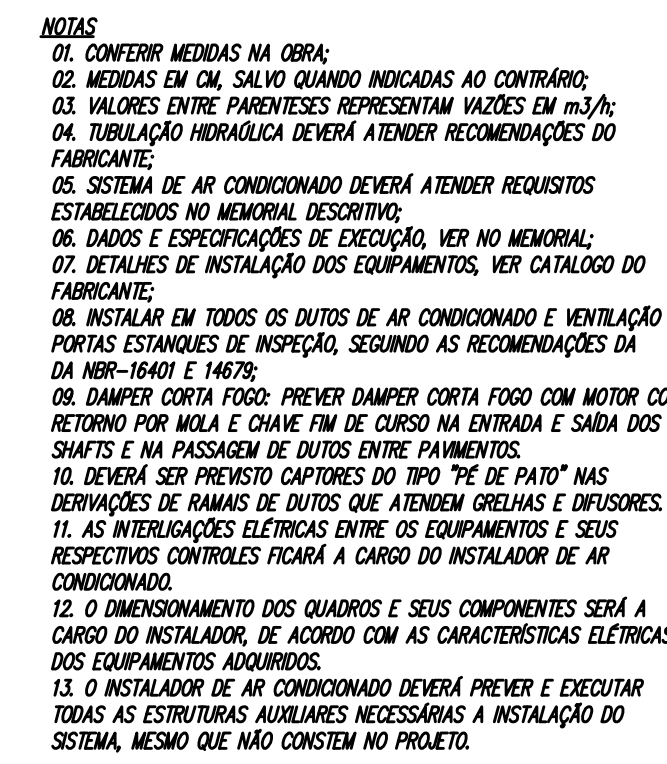 NOTAS
01. CONFERIR MEDIDAS NA OBRA;
02. MEDIDAS EM CM, SALVO QUANDO INDICADAS AO CONTRÁRIO;
03. VALORES ENTRE PARENTESES REPRESENTAM VAZÕES EM m3/h;
04. TUBULAÇÃO HIDRAÚLICA DEVERÁ ATENDER RECOMENDAÇÕES DO
FABRICANTE;
05. SISTEMA DE AR CONDICIONADO DEVERÁ ATENDER REQUISITOS
ESTABELECIDOS NO MEMORIAL DESCRITIVO;
06. DADOS E ESPECIFICAÇÕES DE EXECUÇÃO, VER NO MEMORIAL;
07. DETALHES DE INSTALAÇÃO DOS EQUIPAMENTOS, VER CATALOGO DO
FABRICANTE;
08. INSTALAR EM TODOS OS DUTOS DE AR CONDICIONADO E VENTILAÇÃO
PORTAS ESTANQUES DE INSPEÇÃO, SEGUINDO AS RECOMENDAÇÕES DA
DA NBR-16401 E 14679;
09. DAMPER CORTA FOGO: PREVER DAMPER CORTA FOGO COM MOTOR CO
RETORNO POR MOLA E CHAVE FIM DE CURSO NA ENTRADA E SAÍDA DOS
SHAFTS E NA PASSAGEM DE DUTOS ENTRE PAVIMENTOS.
10. DEVERÁ SER PREVISTO CAPTORES DO TIPO "PÉ DE PATO" NAS
DERIVAÇÕES DE RAMAIS DE DUTOS QUE ATENDEM GRELHAS E DIFUSORES.
11. AS INTERLIGAÇÕES ELÉTRICAS ENTRE OS EQUIPAMENTOS E SEUS
RESPECTIVOS CONTROLES FICARÁ A CARGO DO INSTALADOR DE AR
CONDICIONADO.
12. O DIMENSIONAMENTO DOS QUADROS E SEUS COMPONENTES SERÁ A
CARGO DO INSTALADOR, DE ACORDO COM AS CARACTERÍSTICAS ELÉTRICAS
DOS EQUIPAMENTOS ADQUIRIDOS.
13. O INSTALADOR DE AR CONDICIONADO DEVERÁ PREVER E EXECUTAR
TODAS AS ESTRUTURAS AUXILIARES NECESSÁRIAS A INSTALAÇÃO DO
SISTEMA, MESMO QUE NÃO CONSTEM NO PROJETO.